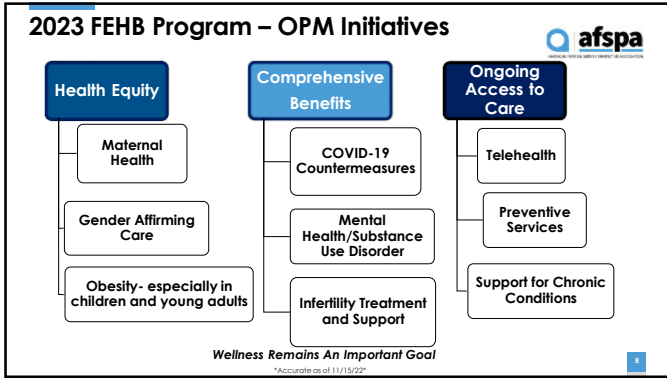 2023 FEHB Program – OPM Initiatives
afspa
Health Equity
Maternal
Health
Gender Affirming
Care
Obesity- especially in
children and young adults
Comprehensive
Benefits
COVID-19
Countermeasures
Mental
Health/Substance
Use Disorder
Infertility Treatment
and Support
Ongoing
Access to
Care
Telehealth
Preventive
Services
Support for Chronic
Conditions
Wellness Remains An Important Goal
*Accurate as of 11/15/22*
8